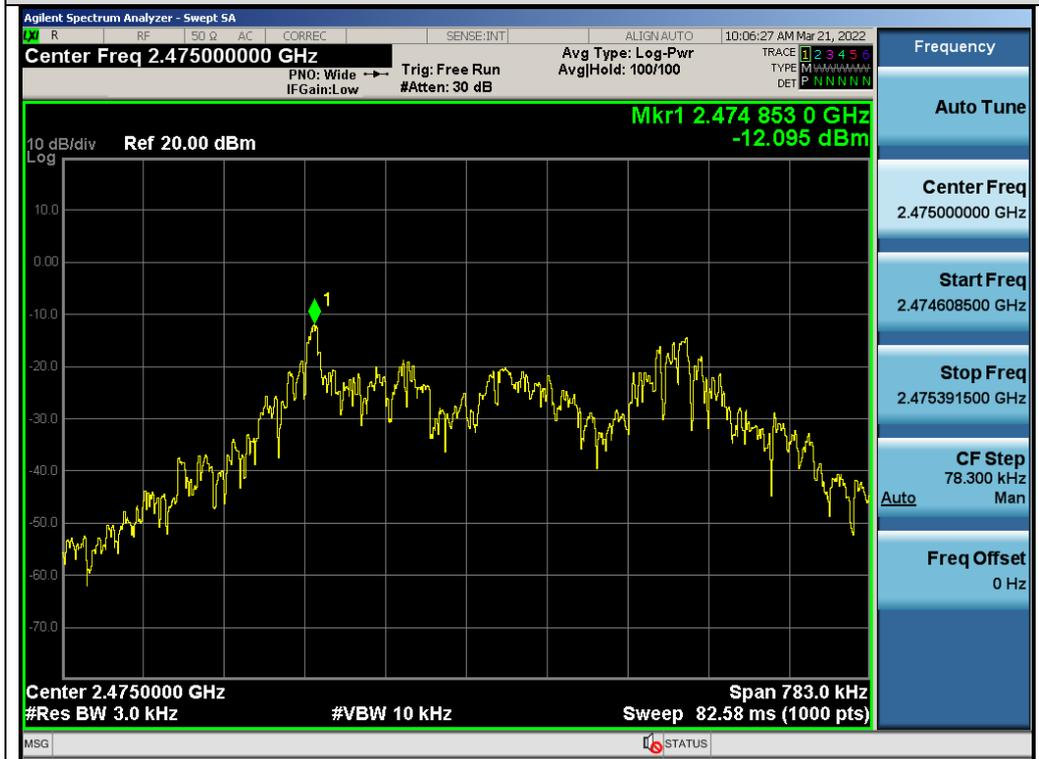 Agilent Spectrum Analyzer - Swept SA
LXI R RF 50 Ω AC CORREC SENSE:INT ALIGN AUTO 10:06:27 AM Mar 21, 2022
Center Freq 2.475000000 GHz
PNO: Wide
IFGain:Low
Trig: Free Run
#Atten: 30 dB
Avg Type: Log-Pwr
Avg|Hold: 100/100
TRACE 1 2 3 4 5 6
TYPE M W W W W W
DET P N N N N N
Mkr1 2.474 853 0 GHz
-12.095 dBm
10 dB/div Ref 20.00 dBm
Log
10.0
0.00
-10.0
-20.0
-30.0
-40.0
-50.0
-60.0
-70.0
1
Center 2.4750000 GHz Span 783.0 kHz
#Res BW 3.0 kHz #VBW 10 kHz Sweep 82.58 ms (1000 pts)
MSG STATUS
Frequency
Auto Tune
Center Freq
2.475000000 GHz
Start Freq
2.474608500 GHz
Stop Freq
2.475391500 GHz
CF Step
78.300 kHz
Auto Man
Freq Offset
0 Hz